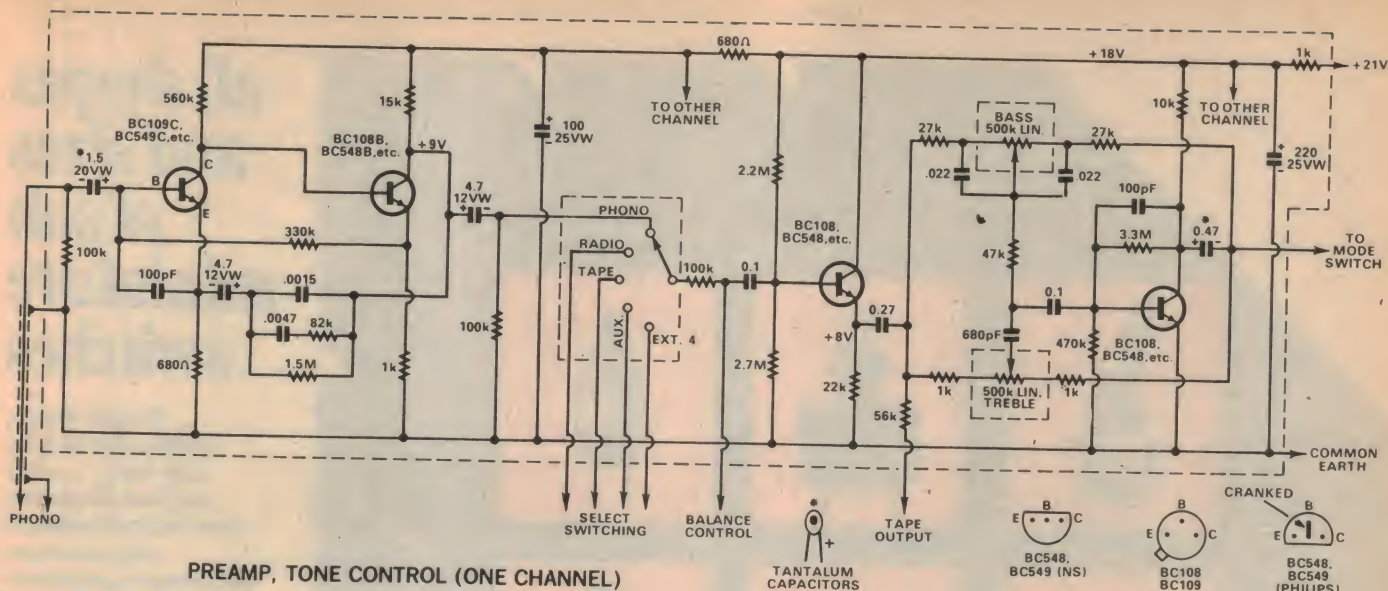 680Ω
+18V
1k
+21V
560k
15k
TO OTHER
CHANNEL
10k
TO OTHER
CHANNEL
BC109C,
BC549C,etc.
BC108B,
BC548B,etc.
+9V
+
100
25VW
-
27k
BASS
500k LIN.
27k
220
25VW
+
-
* 1.5
20VW
- +
B
C
E
4.7
12VW
+ -
2.2M
.022
.022
100pF
PHONO
BC108,
BC548,etc.
3.3M
*
0.47
+ -
TO
MODE
SWITCH
100k
330k
RADIO
TAPE
100k
0.1
47k
100pF
4.7
12VW
- +
.0015
0.27
0.1
.0047
82k
100k
AUX.
EXT. 4
+8V
680pF
470k
BC108,
BC548,etc.
680Ω
1.5M
1k
2.7M
22k
1k
500k LIN.
TREBLE
1k
56k
COMMON
EARTH
PHONO
SELECT
SWITCHING
BALANCE
CONTROL
*
+
TANTALUM
CAPACITORS
TAPE
OUTPUT
B
E C
BC548,
BC549 (NS)
B
E C
BC108
BC109
CRANKED
B
E C
BC548,
BC549
(PHILIPS)
PREAMP, TONE CONTROL (ONE CHANNEL)